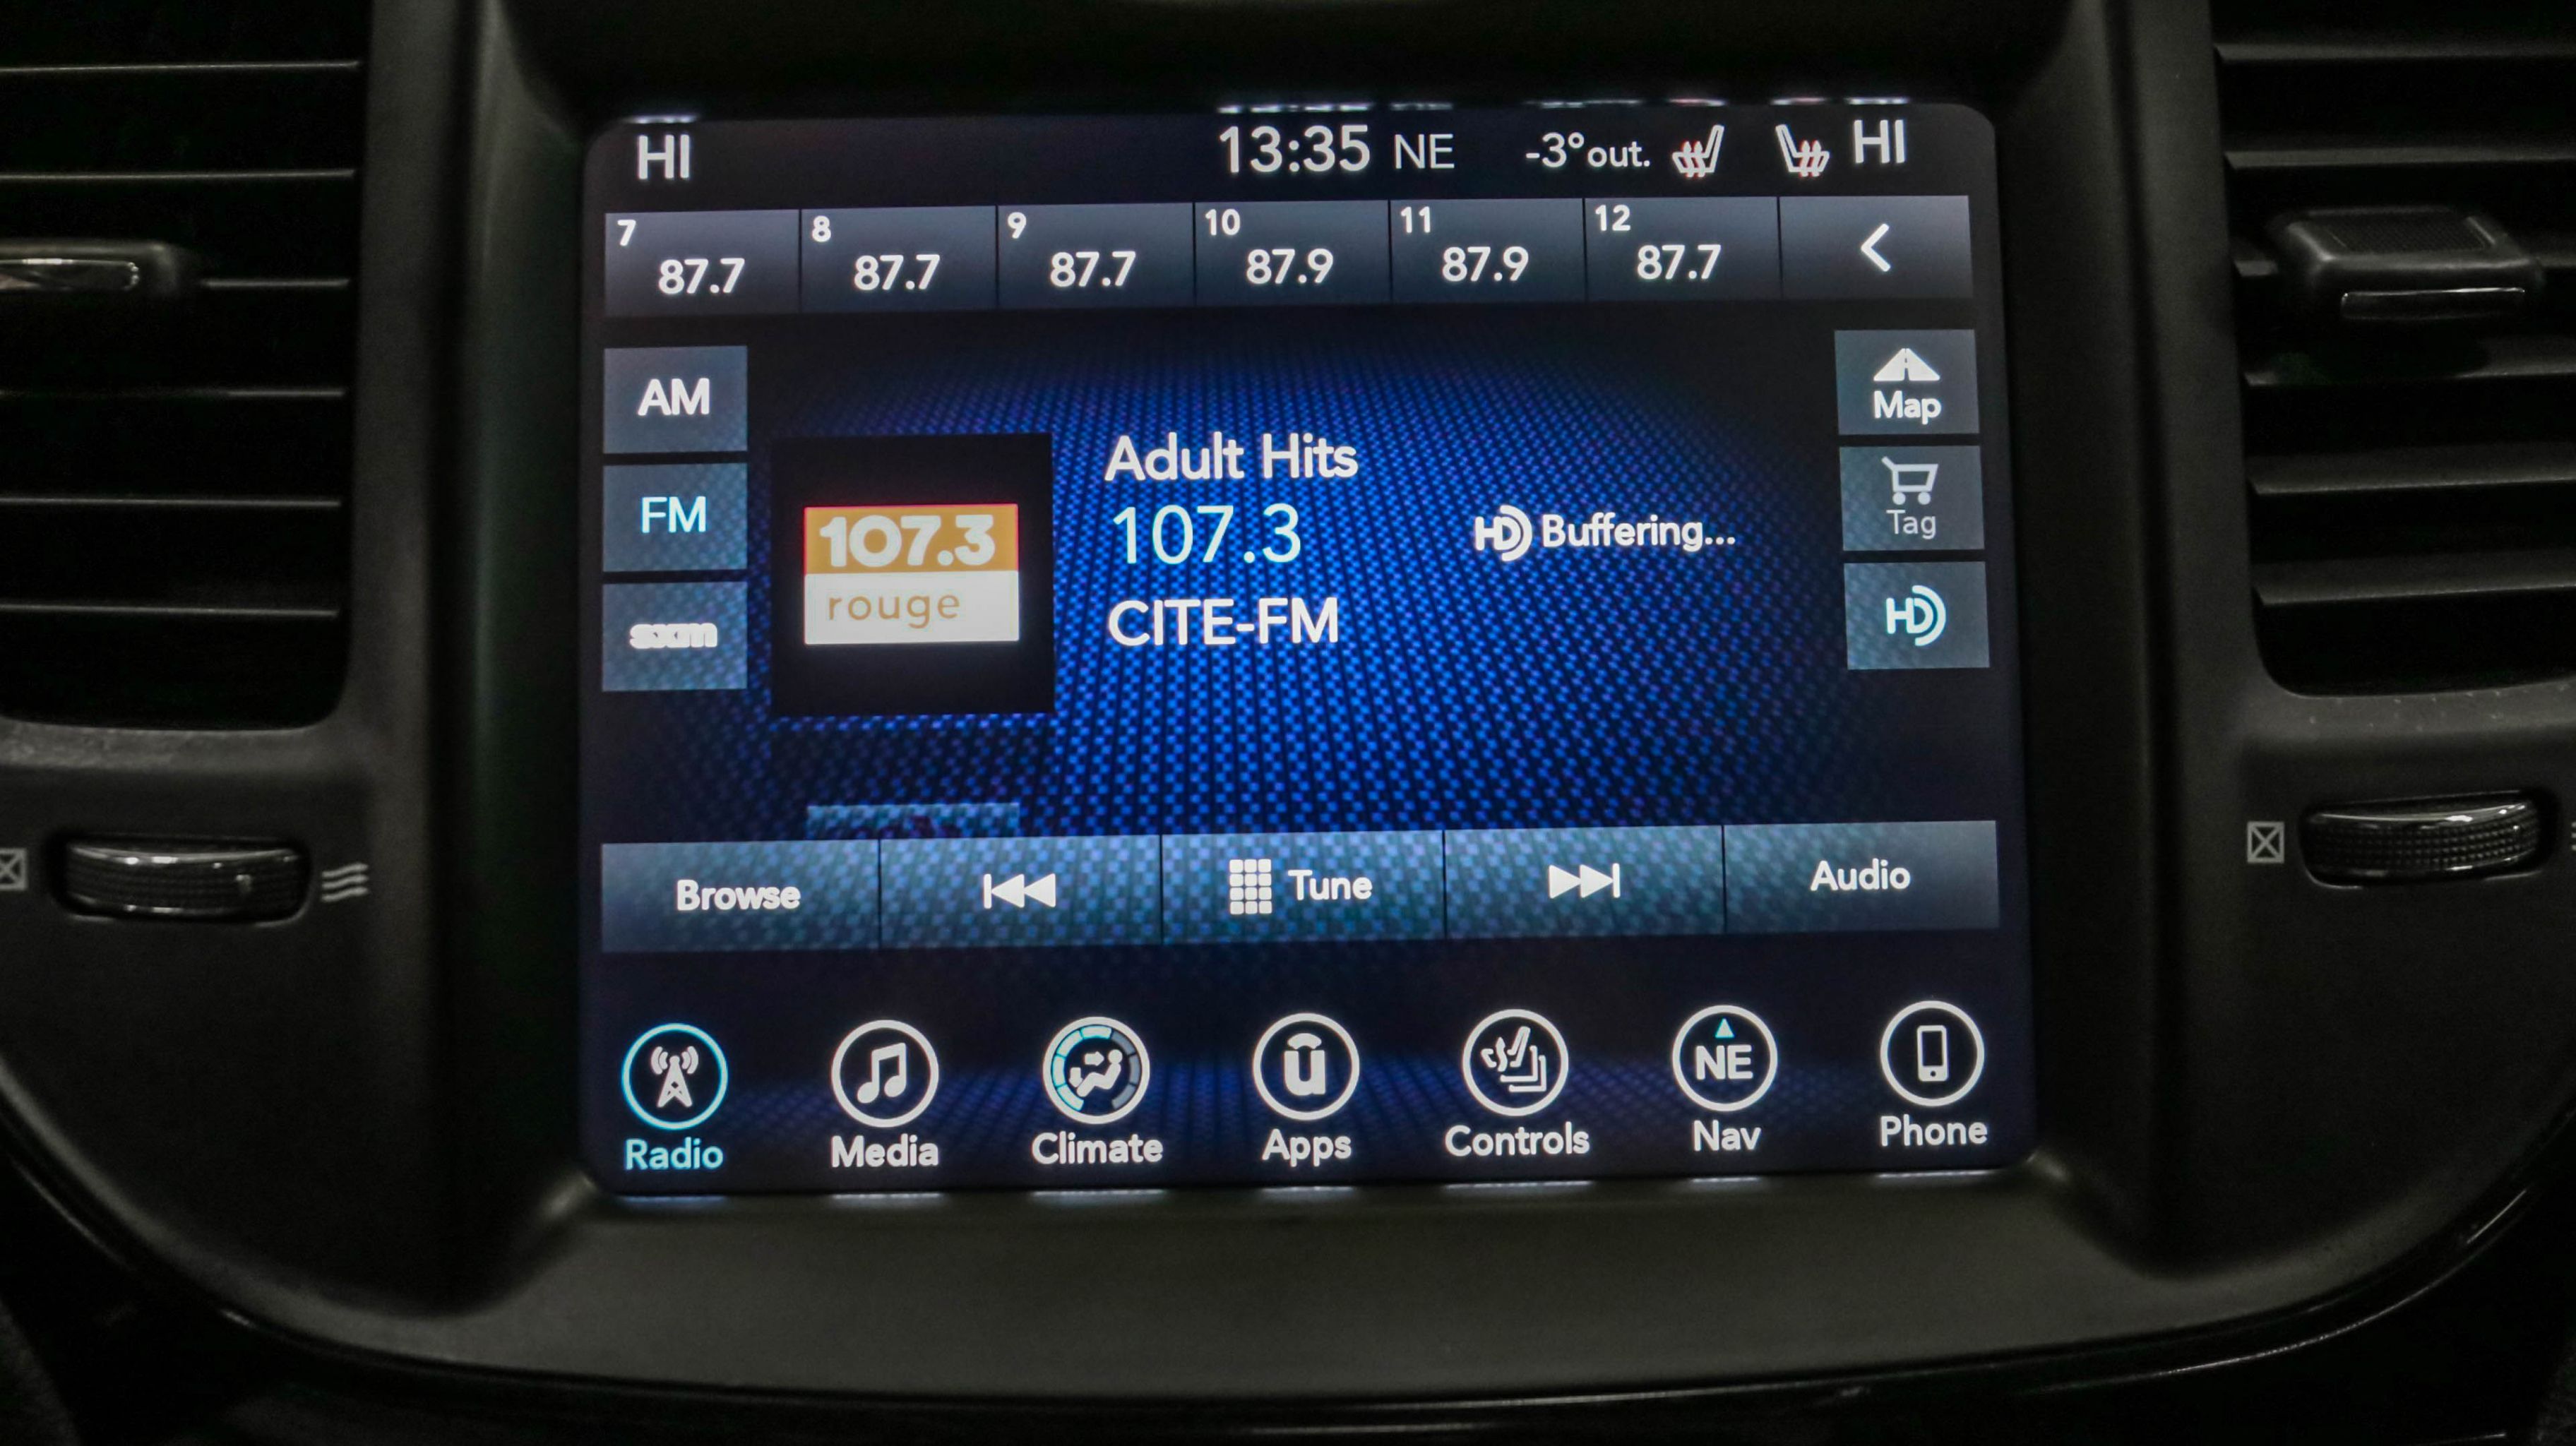 HI 13:35 NE -3°out. HI
7 8 9 10 11 12
87.7 87.7 87.7 87.9 87.9 87.7
AM
FM
sxm
107.3
rouge
Adult Hits
107.3
CITE-FM
HD Buffering...
Map
Tag
HD
Browse Tune Audio
NE
Radio Media Climate Apps Controls Nav Phone